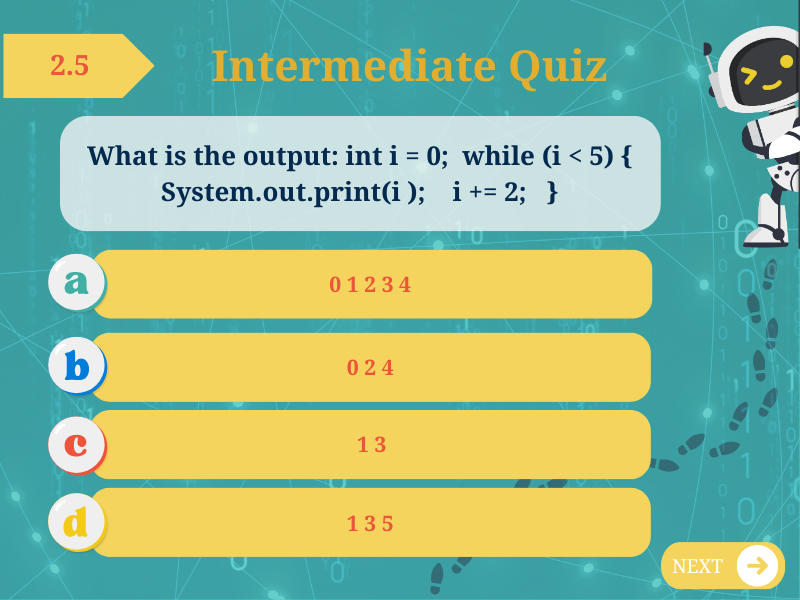 2.5
Intermediate Quiz
What is the output: int i = 0;  while (i < 5) {
System.out.print(i );    i += 2;   }
a
0 1 2 3 4
b
0 2 4
c
1 3
d
1 3 5
NEXT